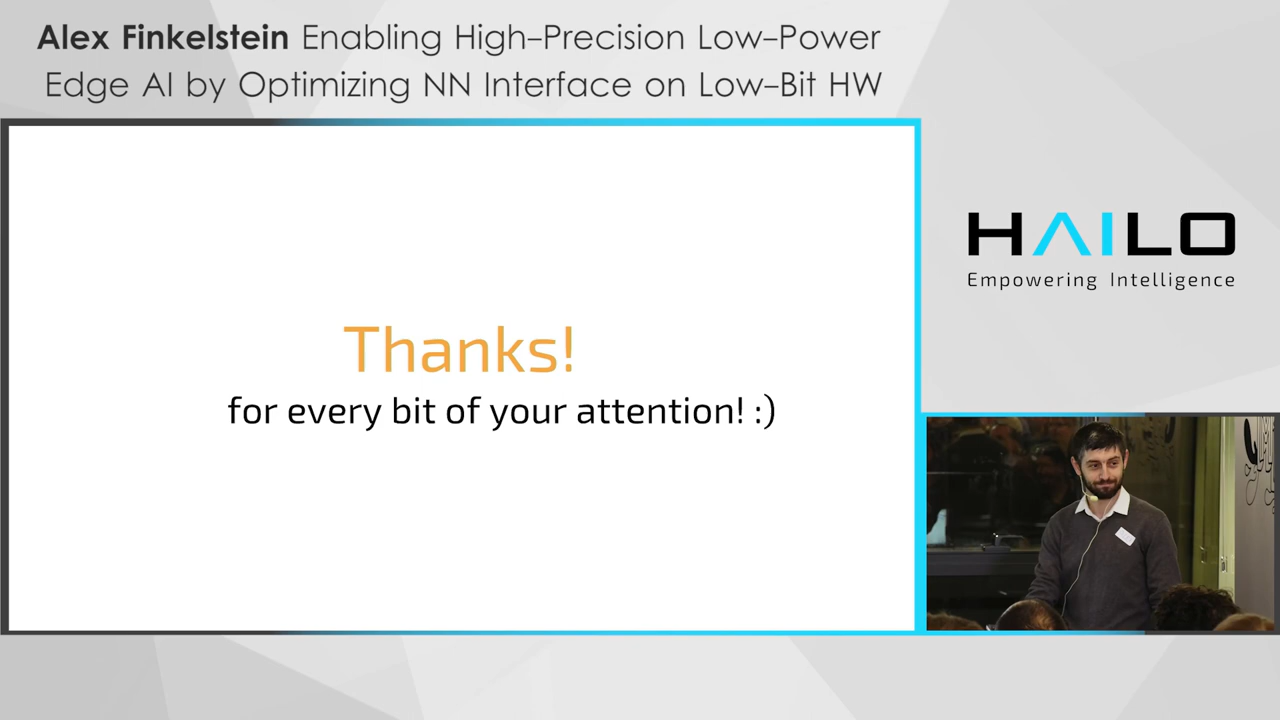 Alex Finkelstein Enabling High-Precision Low-Power
Edge AI by Optimizing NN Interface on Low-Bit HW
HAILO
Empowering Intelligence
Thanks!
for every bit of your attention! :)